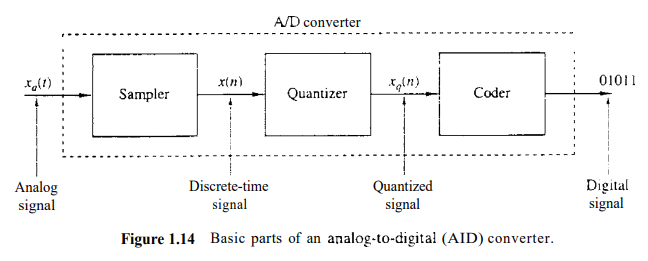 A/D converter
xₐ(t)
Sampler
x(n)
Quantizer
x_q(n)
Coder
01011
Analog
signal
Discrete-time
signal
Quantized
signal
Digital
signal
Figure 1.14 Basic parts of an analog-to-digital (AID) converter.